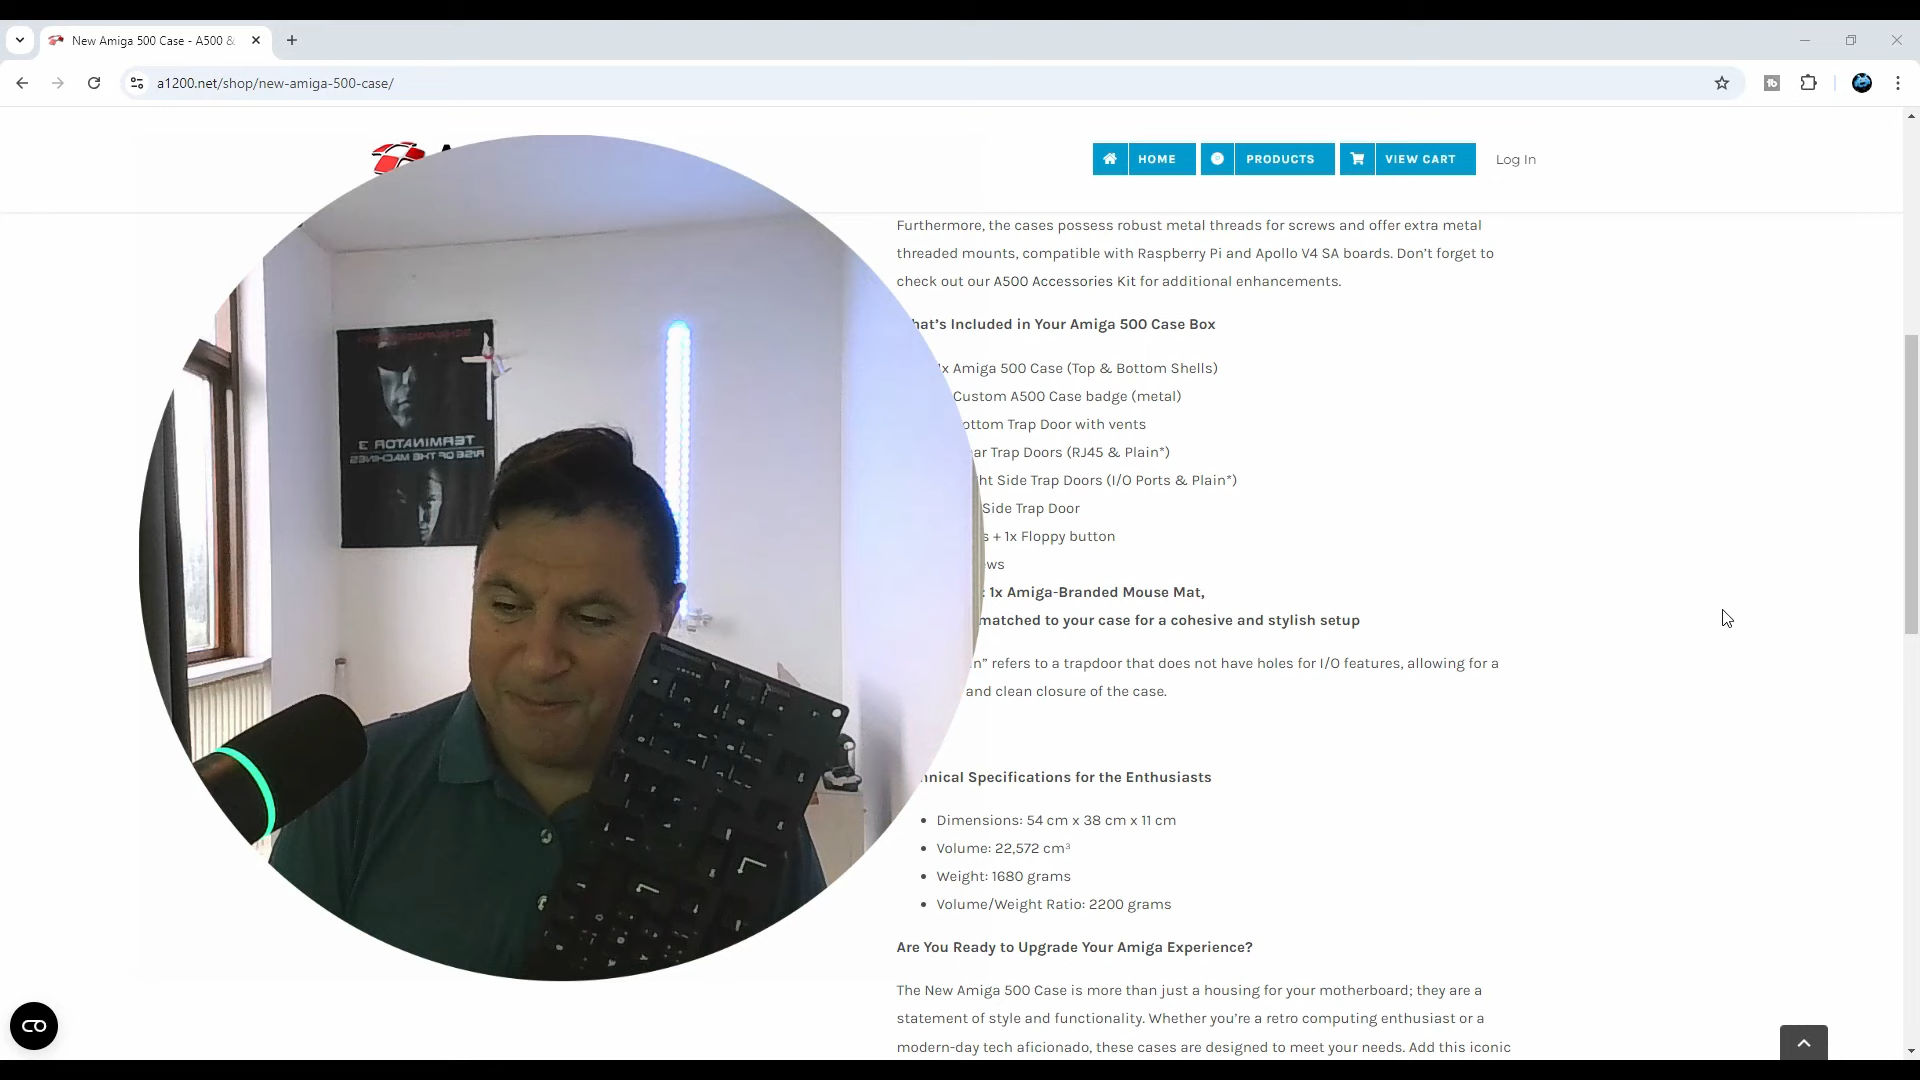 New Amiga 500 Case - A500 &
a1200.net/shop/new-amiga-500-case/
HOME
PRODUCTS
VIEW CART
Log In
Furthermore, the cases possess robust metal threads for screws and offer extra metal
threaded mounts, compatible with Raspberry Pi and Apollo V4 SA boards. Don't forget to
check out our A500 Accessories Kit for additional enhancements.
hat's Included in Your Amiga 500 Case Box
1x Amiga 500 Case (Top & Bottom Shells)
Custom A500 Case badge (metal)
ottom Trap Door with vents
ar Trap Doors (RJ45 & Plain*)
ht Side Trap Doors (I/O Ports & Plain*)
Side Trap Door
s + 1x Floppy button
ews
: 1x Amiga-Branded Mouse Mat,
matched to your case for a cohesive and stylish setup
n" refers to a trapdoor that does not have holes for I/O features, allowing for a
and clean closure of the case.
TERMINATOR 3
RISE OF THE MACHINES
nical Specifications for the Enthusiasts
• Dimensions: 54 cm x 38 cm x 11 cm
• Volume: 22,572 cm³
• Weight: 1680 grams
• Volume/Weight Ratio: 2200 grams
Are You Ready to Upgrade Your Amiga Experience?
The New Amiga 500 Case is more than just a housing for your motherboard; they are a
statement of style and functionality. Whether you're a retro computing enthusiast or a
modern-day tech aficionado, these cases are designed to meet your needs. Add this iconic